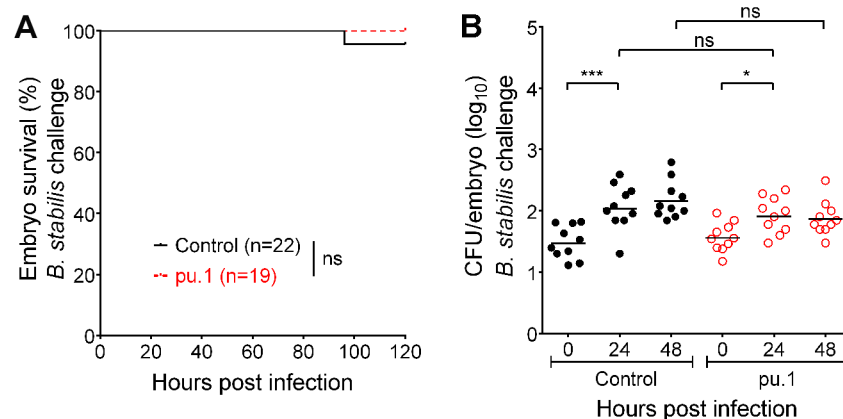 A
Embryo survival (%)
B. stabilis challenge
100
80
60
40
20
0
Control (n=22)
pu.1 (n=19)
ns
0 20 40 60 80 100 120
Hours post infection
B
CFU/embryo (log10)
B. stabilis challenge
5
4
3
2
1
0
ns
ns
*** *
0 24 48 0 24 48
Control pu.1
Hours post infection